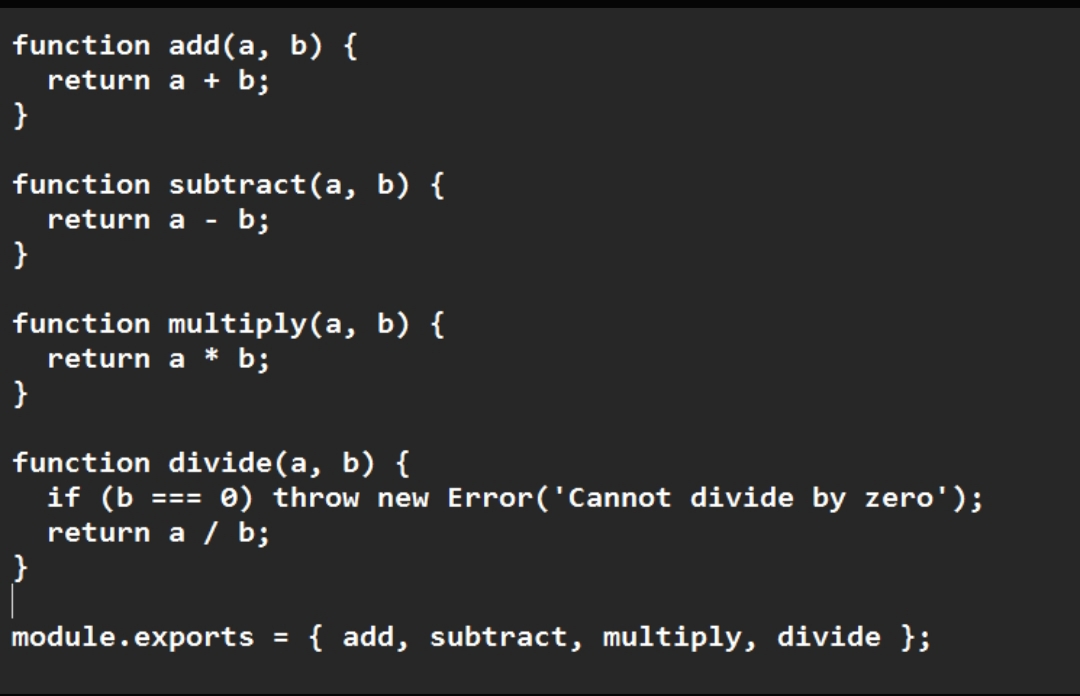 function add(a, b) {
  return a + b;
}

function subtract(a, b) {
  return a - b;
}

function multiply(a, b) {
  return a * b;
}

function divide(a, b) {
  if (b === 0) throw new Error('Cannot divide by zero');
  return a / b;
}

module.exports = { add, subtract, multiply, divide };